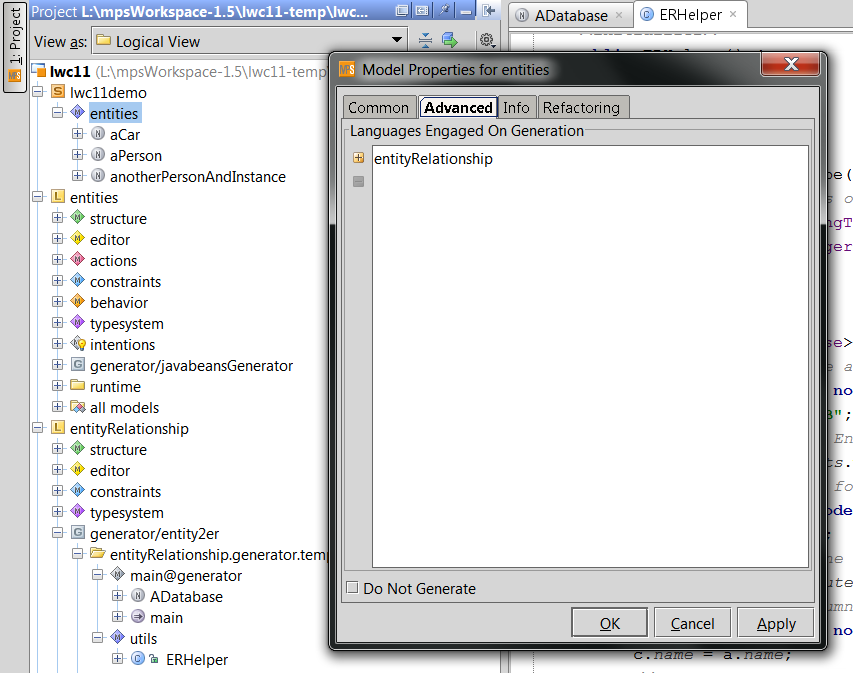 1: Project
Project L:\mpsWorkspace-1.5\lwc11-temp\lwc...
View as: Logical View
lwc11 (L:\mpsWorkspace-1.5\lwc11-temp
lwc11demo
entities
aCar
aPerson
anotherPersonAndInstance
entities
structure
editor
actions
constraints
behavior
typesystem
intentions
generator/javabeansGenerator
runtime
all models
entityRelationship
structure
editor
constraints
typesystem
generator/entity2er
entityRelationship.generator.temp
main@generator
ADatabase
main
utils
ERHelper
ADatabase
ERHelper
Model Properties for entities
Common
Advanced
Info
Refactoring
Languages Engaged On Generation
entityRelationship
Do Not Generate
OK
Cancel
Apply
c.name = a.name;